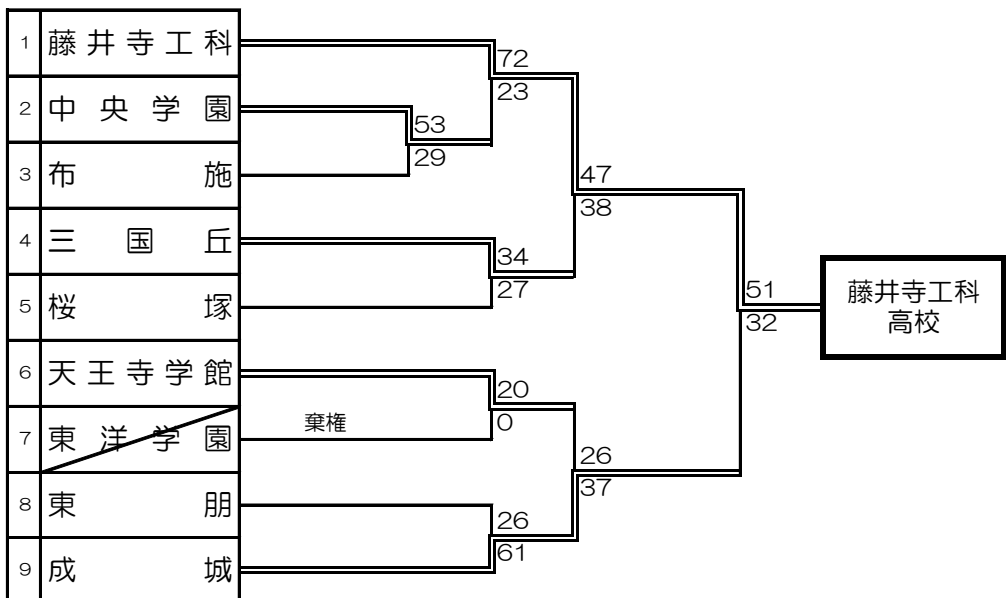 1 藤井寺工科
2 中央学園
3 布施
4 三国丘
5 桜塚
6 天王寺学館
7 東洋学園
8 東朋
9 成城
72
23
53
29
47
38
34
27
51
32
棄権
20
0
26
37
26
61
藤井寺工科
高校